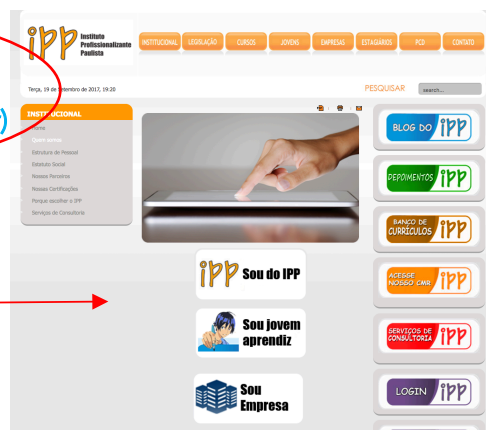 ipp Instituto
Profissionalizante
Paulista
INSTITUCIONAL LEGISLAÇÃO CURSOS JOVENS EMPRESAS ESTAGIÁRIOS PCD CONTATO
Terça, 19 de Setembro de 2017, 19:20
PESQUISAR search...
INSTITUCIONAL
Home
Quem somos
Estrutura de Pessoal
Estatuto Social
Nossos Parceiros
Nossas Certificações
Porque escolher o IPP
Serviços de Consultoria
BLOG DO ipp
DEPOIMENTOS ipp
BANCO DE
CURRÍCULOS ipp
ACESSE
NOSSO CMR ipp
SERVIÇOS DE
CONSULTORIA ipp
LOGIN ipp
ipp Sou do IPP
Sou jovem
aprendiz
Sou
Empresa